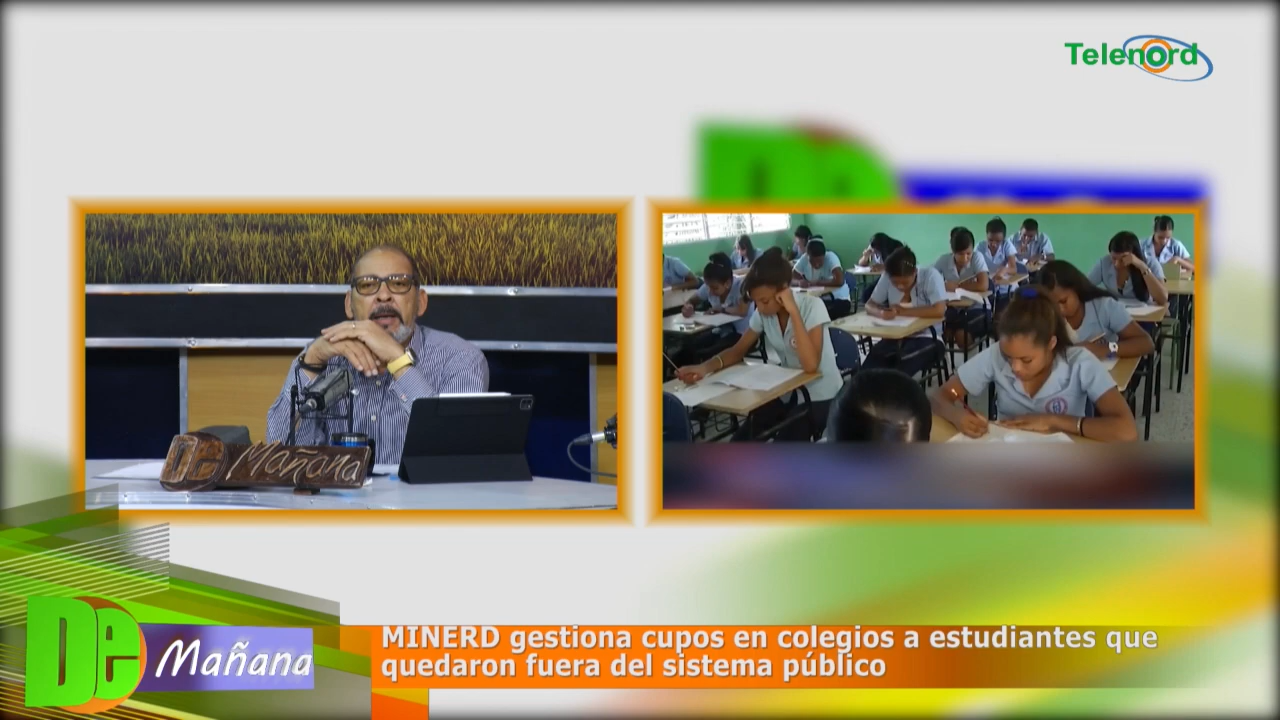 Telenord
De Mañana
De
Mañana
MINERD gestiona cupos en colegios a estudiantes que
quedaron fuera del sistema público